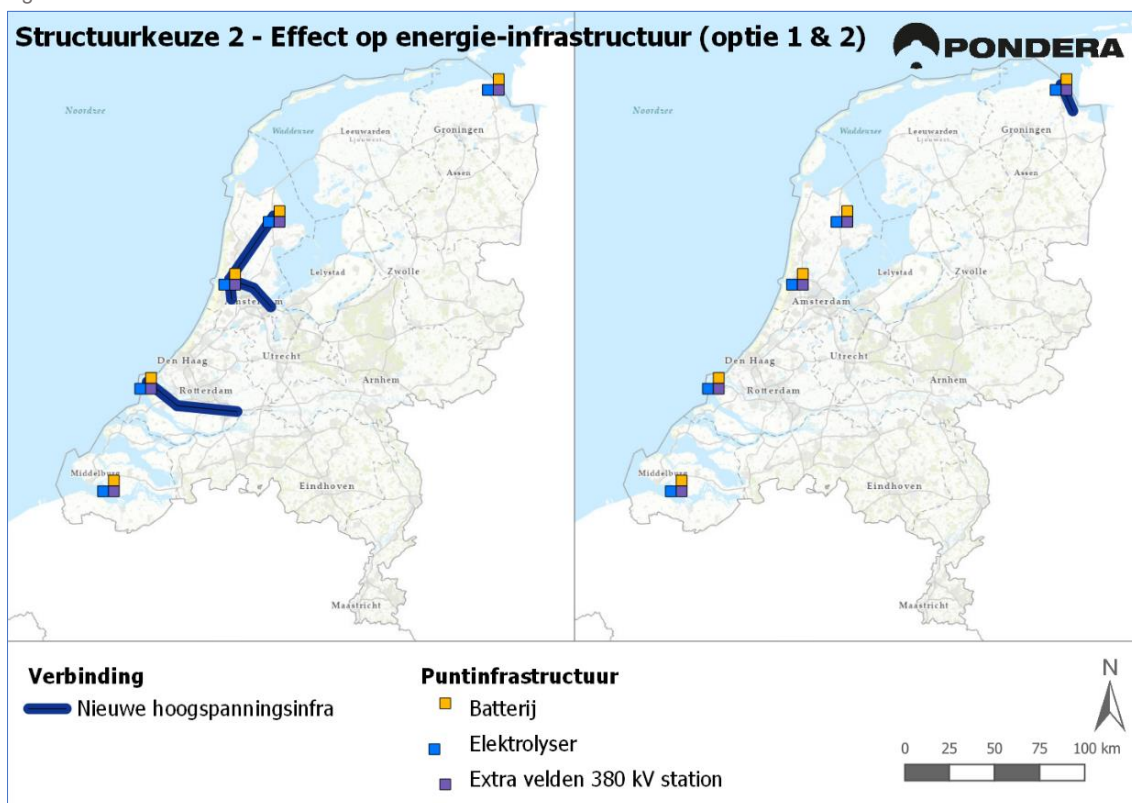 Structuurkeuze 2 - Effect op energie-infrastructuur (optie 1 & 2)
PONDERA
Noordzee
Waddenzee
Leeuwarden
Ljouwert
Groningen
Assen
Lelystad
Zwolle
Amsterdam
Den Haag
Utrecht
Rotterdam
Arnhem
Middelburg
Eindhoven
Maastricht
Noordzee
Waddenzee
Leeuwarden
Ljouwert
Groningen
Assen
Lelystad
Zwolle
Amsterdam
Den Haag
Utrecht
Rotterdam
Arnhem
Middelburg
Eindhoven
Maastricht
Verbinding
Nieuwe hoogspanningsinfra
Puntinfrastructuur
Batterij
Elektrolyser
Extra velden 380 kV station
N
0 25 50 75 100 km